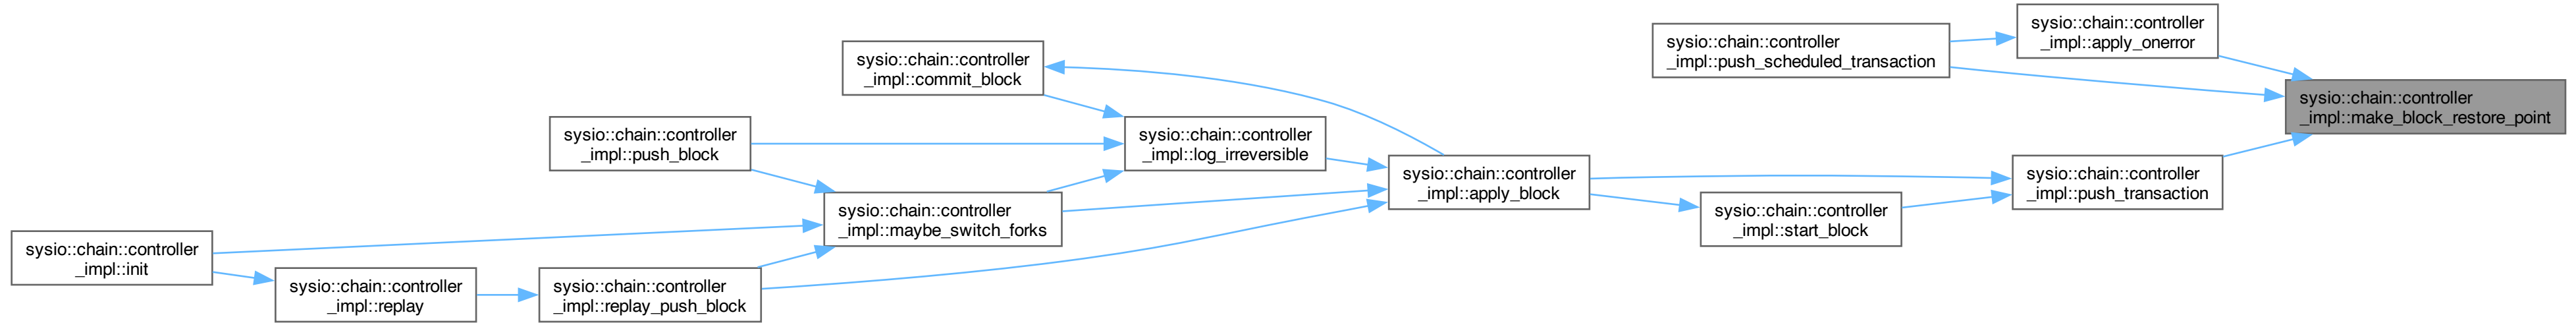 sysio::chain::controller
_impl::apply_onerror
sysio::chain::controller
_impl::push_scheduled_transaction
sysio::chain::controller
_impl::commit_block
sysio::chain::controller
_impl::make_block_restore_point
sysio::chain::controller
_impl::push_block
sysio::chain::controller
_impl::log_irreversible
sysio::chain::controller
_impl::apply_block
sysio::chain::controller
_impl::push_transaction
sysio::chain::controller
_impl::maybe_switch_forks
sysio::chain::controller
_impl::start_block
sysio::chain::controller
_impl::init
sysio::chain::controller
_impl::replay
sysio::chain::controller
_impl::replay_push_block